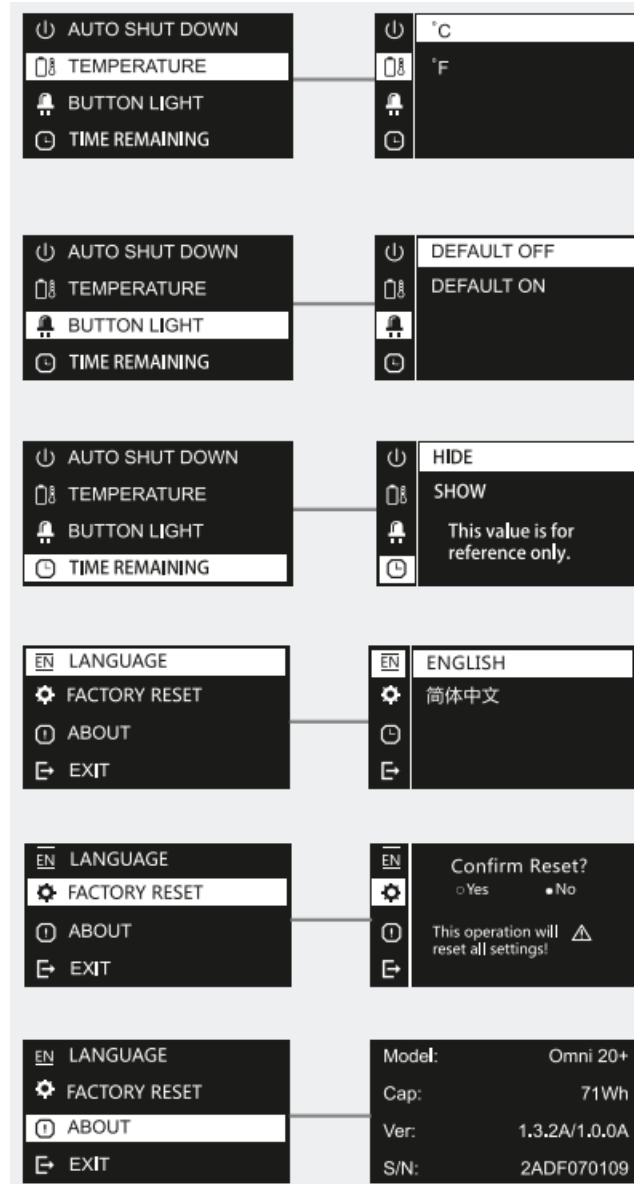 AUTO SHUT DOWN
TEMPERATURE
BUTTON LIGHT
TIME REMAINING
°C
°F
AUTO SHUT DOWN
TEMPERATURE
BUTTON LIGHT
TIME REMAINING
DEFAULT OFF
DEFAULT ON
AUTO SHUT DOWN
TEMPERATURE
BUTTON LIGHT
TIME REMAINING
HIDE
SHOW
This value is for
reference only.
EN LANGUAGE
FACTORY RESET
ABOUT
EXIT
EN ENGLISH
简体中文
EN LANGUAGE
FACTORY RESET
ABOUT
EXIT
EN
Confirm Reset?
Yes No
This operation will
reset all settings!
EN LANGUAGE
FACTORY RESET
ABOUT
EXIT
Model: Omni 20+
Cap: 71Wh
Ver: 1.3.2A/1.0.0A
S/N: 2ADF070109